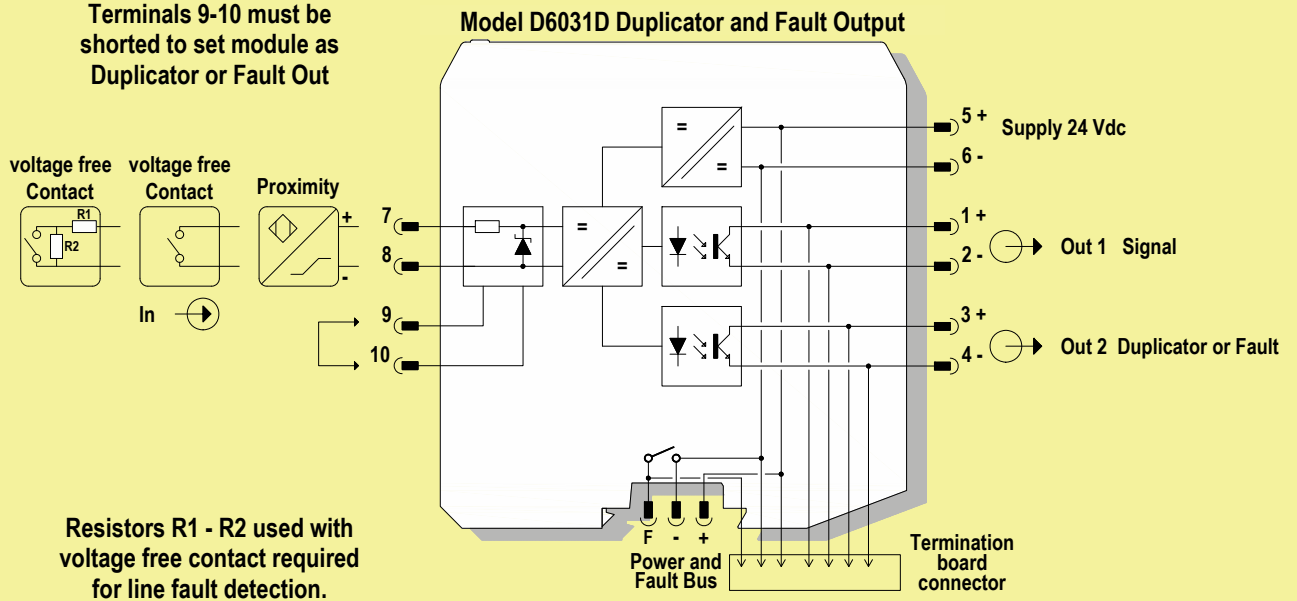 Terminals 9-10 must be
shorted to set module as
Duplicator or Fault Out
Model D6031D Duplicator and Fault Output
voltage free
Contact
R1
R2
voltage free
Contact
Proximity
+
-
In
7
8
9
10
=
=
=
=
5 +
6 -
Supply 24 Vdc
1 +
2 -
Out 1 Signal
3 +
4 -
Out 2 Duplicator or Fault
F - +
Power and
Fault Bus
Termination
board
connector
Resistors R1 - R2 used with
voltage free contact required
for line fault detection.